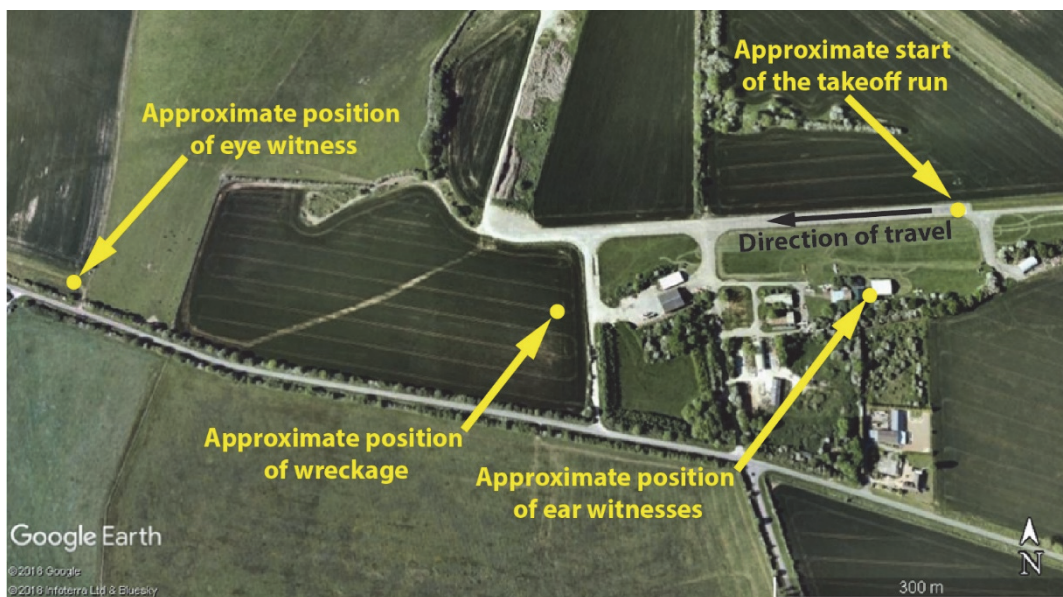 Approximate start
of the takeoff run
Approximate position
of eye witness
Direction of travel
Approximate position
of wreckage
Approximate position
of ear witnesses
Google Earth
N
©2018 Google
©2018 Infoterra Ltd & Bluesky
300 m